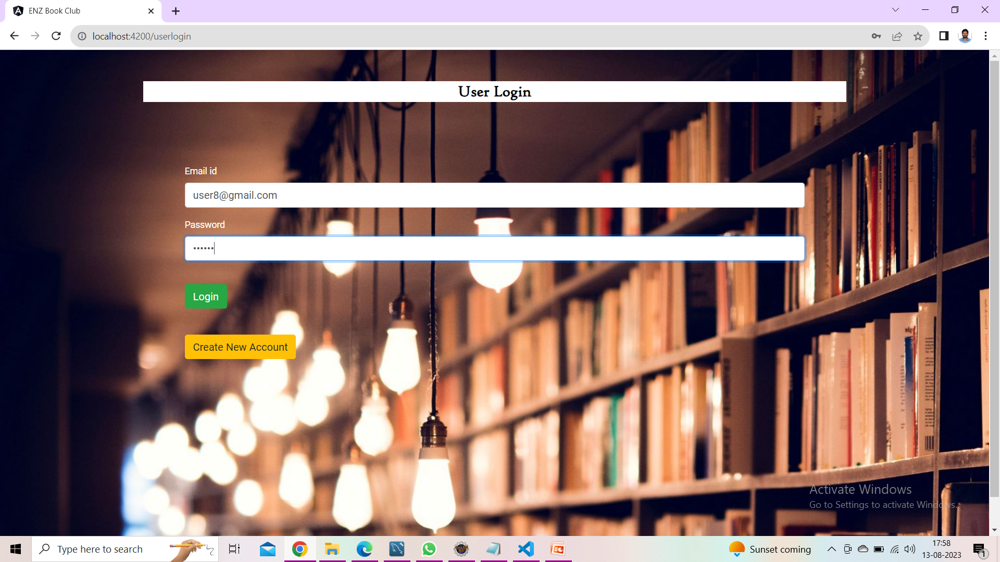 ENZ Book Club
localhost:4200/userlogin
User Login
Email id
user8@gmail.com
Password
••••••
Login
Create New Account
Activate Windows
Go to Settings to activate Windows.
Type here to search
Sunset coming
17:58
13-08-2023
1